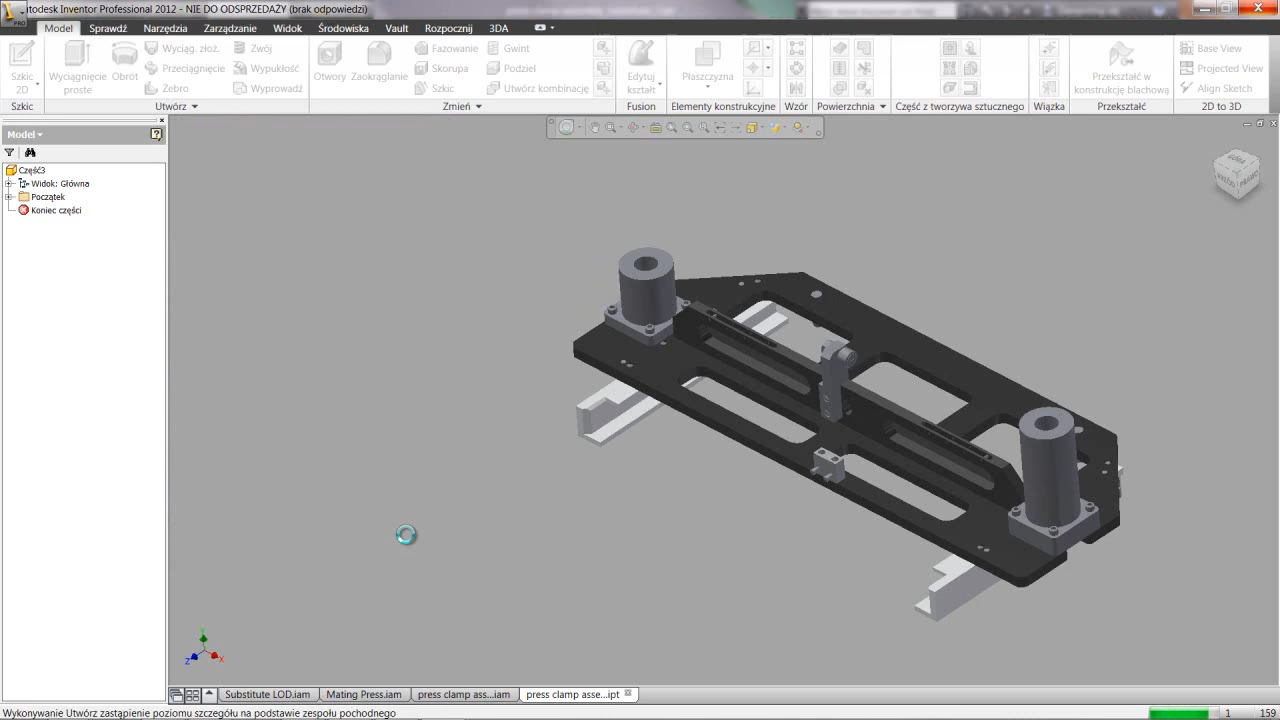 utodesk Inventor Professional 2012 - NIE DO ODSPRZEDAŻY (brak odpowiedzi)
PRO
Model Sprawdź Narzędzia Zarządzanie Widok Środowiska Vault Rozpocznij 3DA
Szkic 2D
Wyciągnięcie proste
Obrót
Wyciąg. złoż.
Przeciągnięcie
Żebro
Zwój
Wypukłość
Wyprowadź
Otwory
Zaokrąglanie
Fazowanie
Skorupa
Szkic
Gwint
Podziel
Utwórz kombinację
Edytuj kształt
Płaszczyzna
Przekształć w konstrukcję blachową
Base View
Projected View
Align Sketch
Szkic Utwórz Zmień Fusion Elementy konstrukcyjne Wzór Powierzchnia Część z tworzywa sztucznego Wiązka Przekształć 2D to 3D
Model
Część3
Widok: Główna
Początek
Koniec części
GÓRA
PRAWO
Y
Z
X
Substitute LOD.iam Mating Press.iam press clamp ass...iam press clamp asse...ipt
Wykonywanie Utwórz zastąpienie poziomu szczegółu na podstawie zespołu pochodnego 1 159